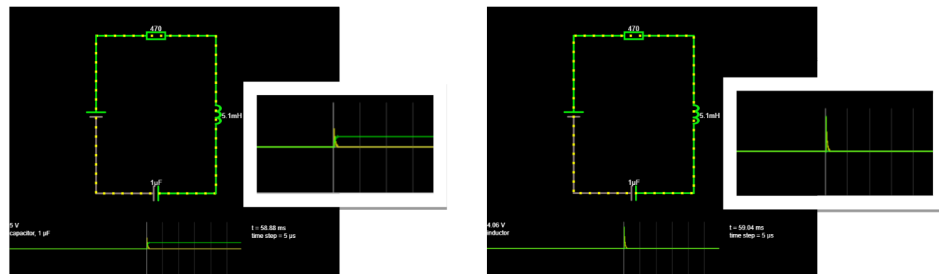 470
5.1mH
1µF
5 V
capacitor, 1 µF
t = 58.88 ms
time step = 5 µs
470
5.1mH
1µF
4.06 V
inductor
t = 59.04 ms
time step = 5 µs